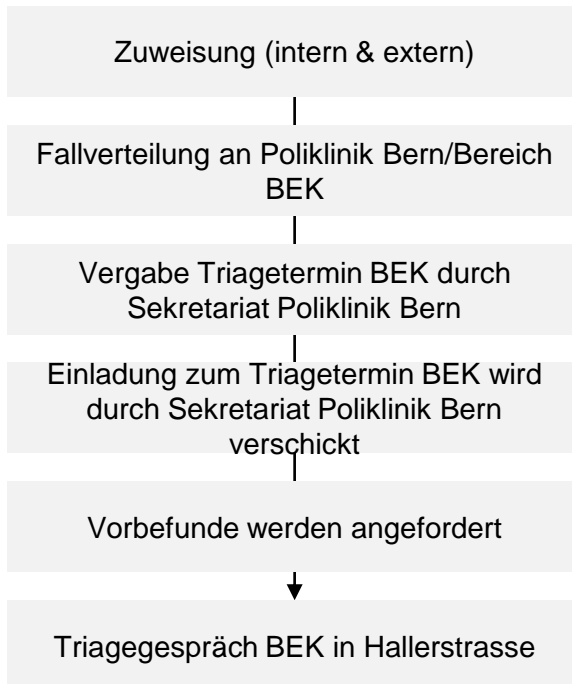 Zuweisung (intern & extern)
Fallverteilung an Poliklinik Bern/Bereich
BEK
Vergabe Triagetermin BEK durch
Sekretariat Poliklinik Bern
Einladung zum Triagetermin BEK wird
durch Sekretariat Poliklinik Bern
verschickt
Vorbefunde werden angefordert
Triagegespräch BEK in Hallerstrasse